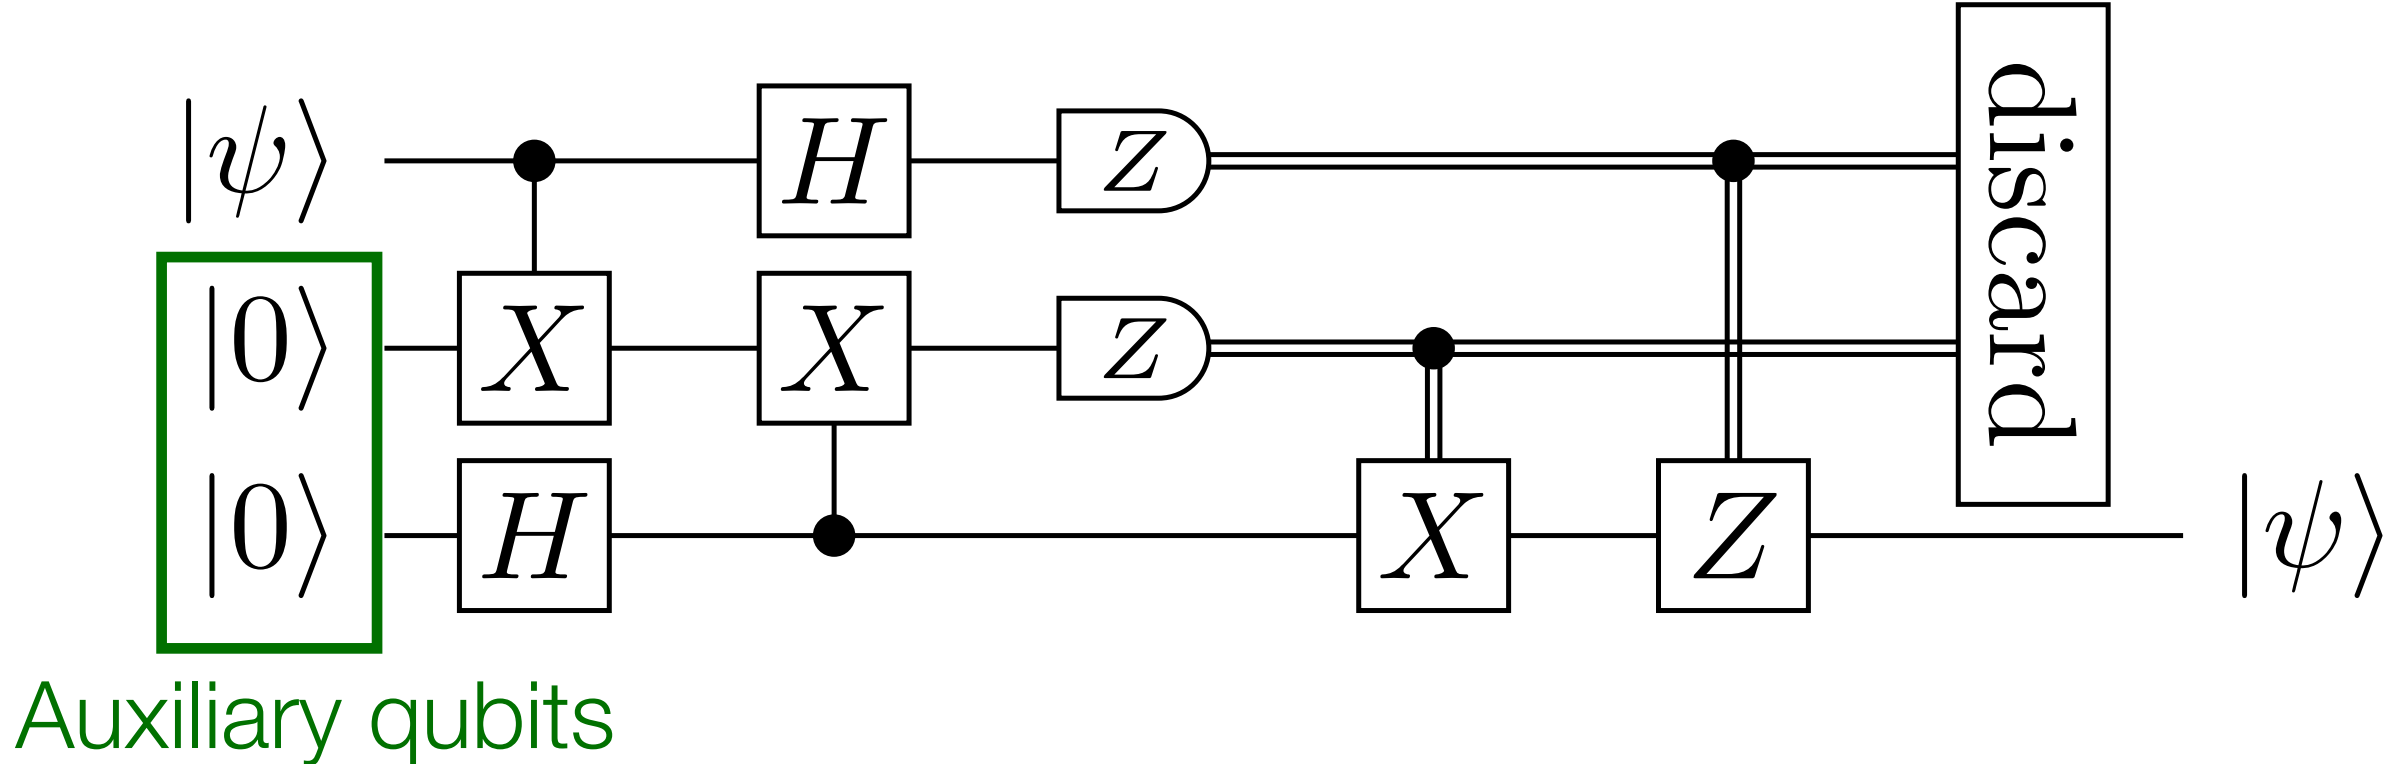 |ψ⟩ H Z discard
|0⟩ X X Z
|0⟩ H X Z |ψ⟩
Auxiliary qubits